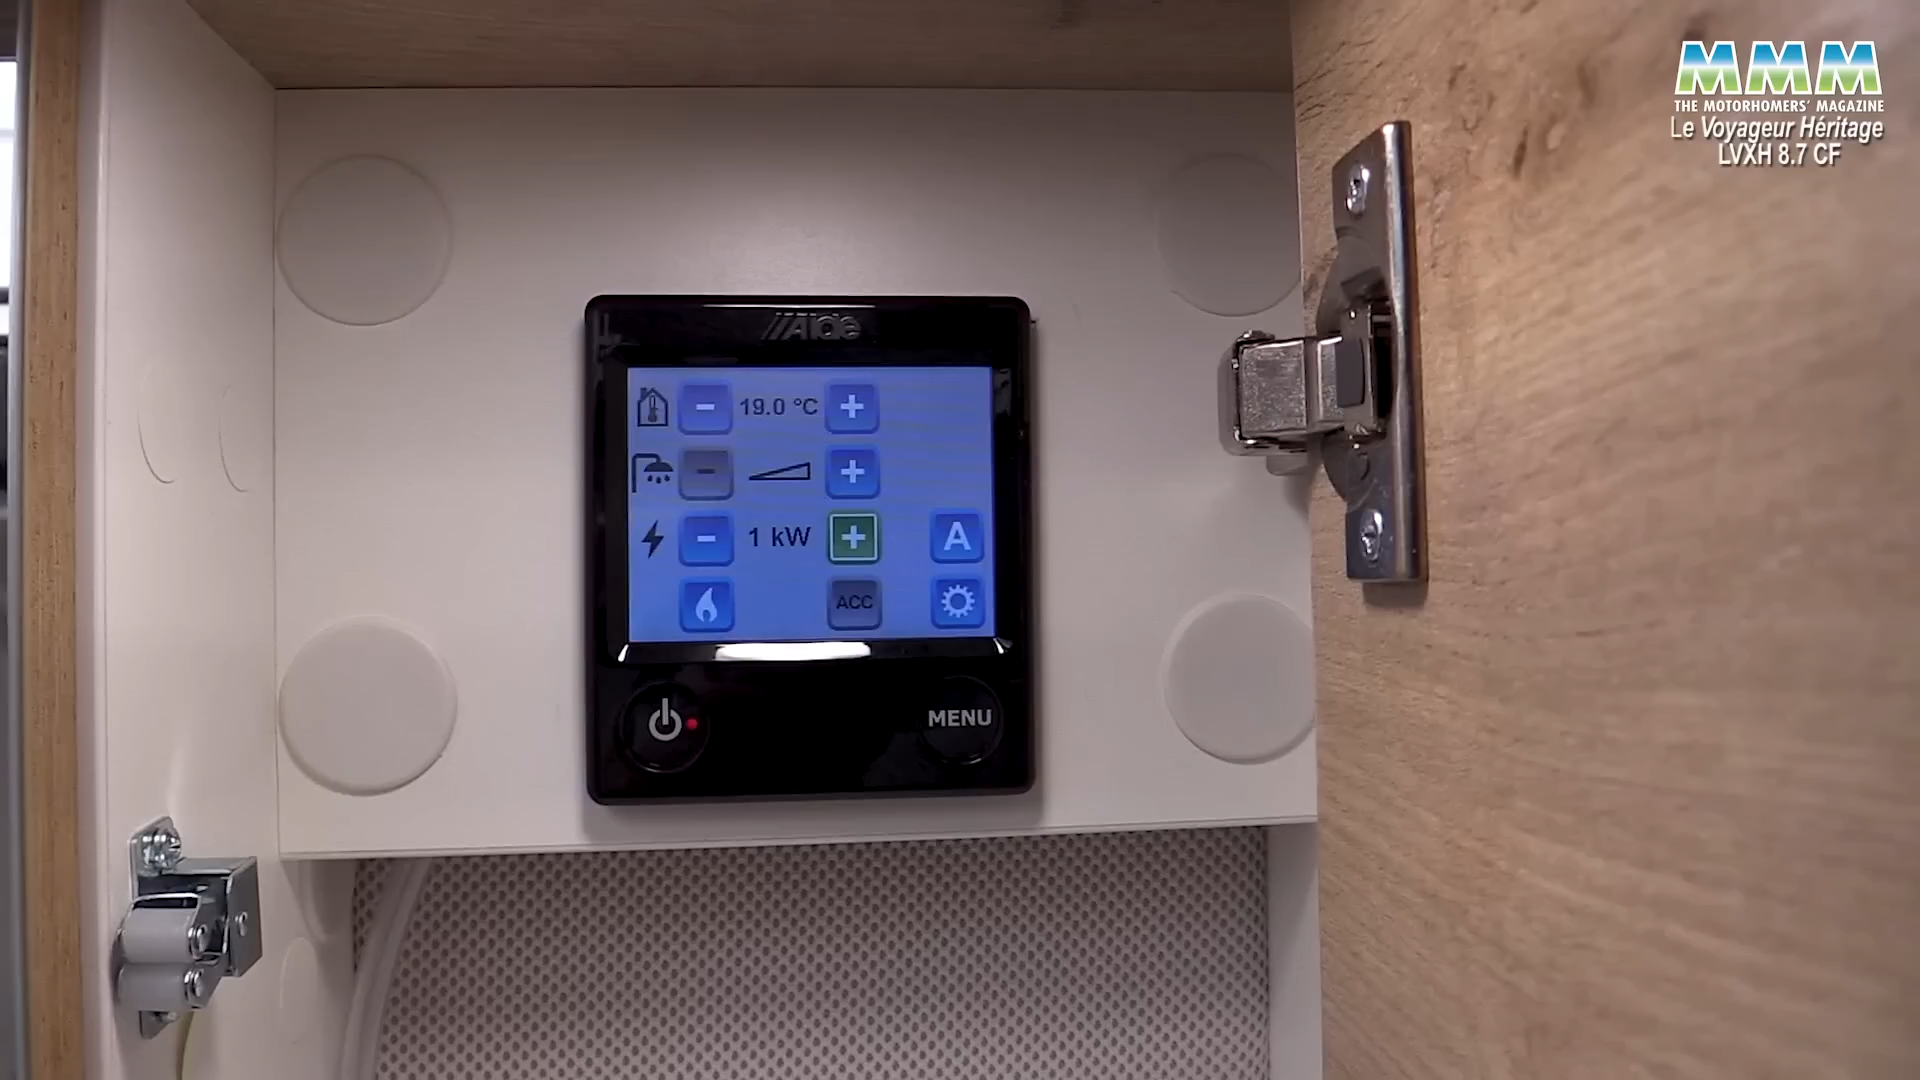 MMM
THE MOTORHOMERS' MAGAZINE
Le Voyageur Héritage
LVXH 8.7 CF
Alde
19.0 °C
1 kW
A
ACC
MENU